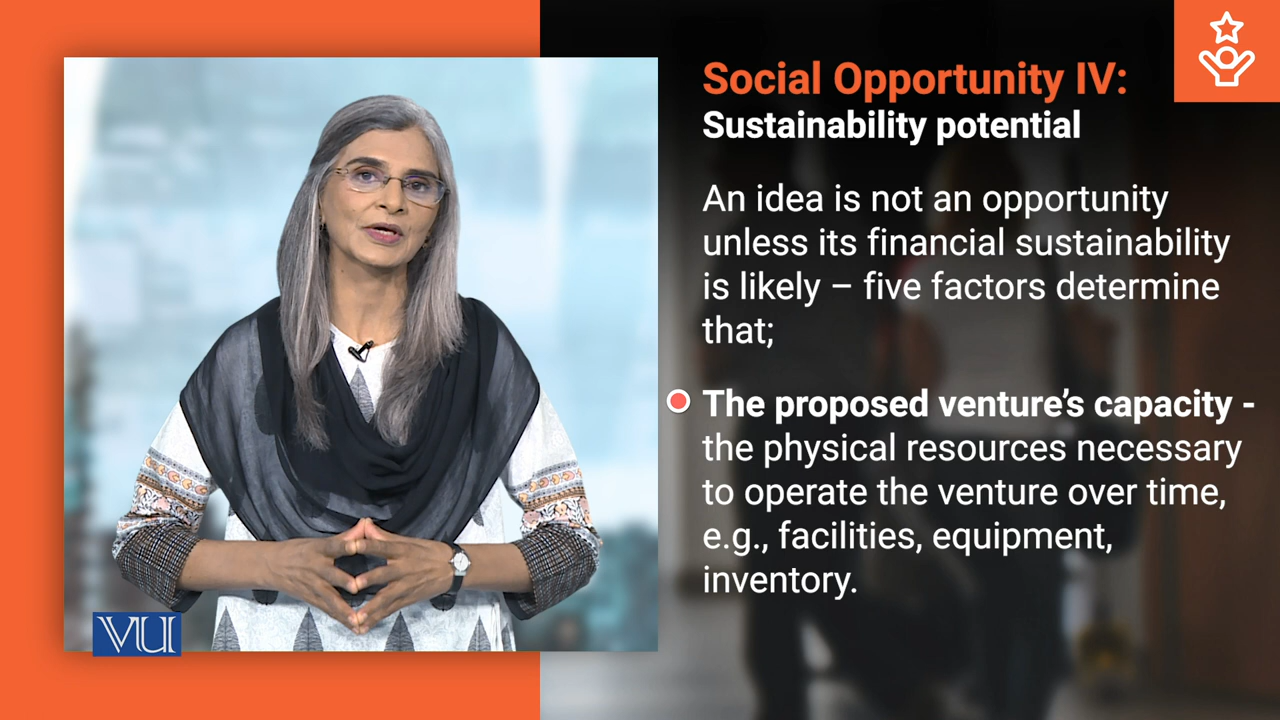 Social Opportunity IV:
Sustainability potential
An idea is not an opportunity
unless its financial sustainability
is likely – five factors determine
that;
The proposed venture’s capacity -
the physical resources necessary
to operate the venture over time,
e.g., facilities, equipment,
inventory.
VU